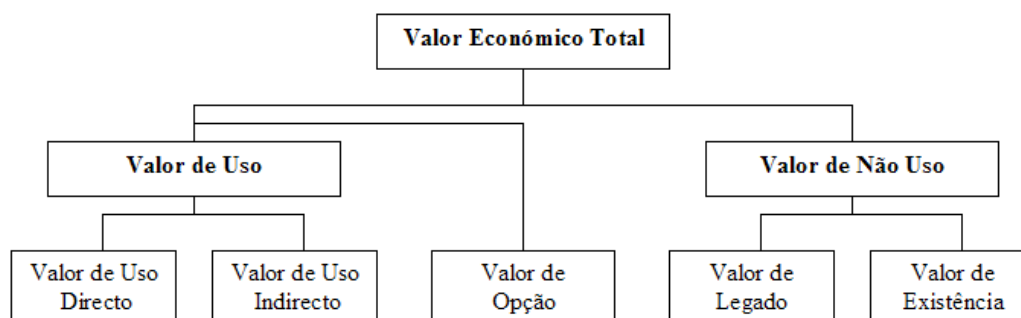 Valor Económico Total
Valor de Uso
Valor de Não Uso
Valor de Uso
Directo
Valor de Uso
Indirecto
Valor de
Opção
Valor de
Legado
Valor de
Existência